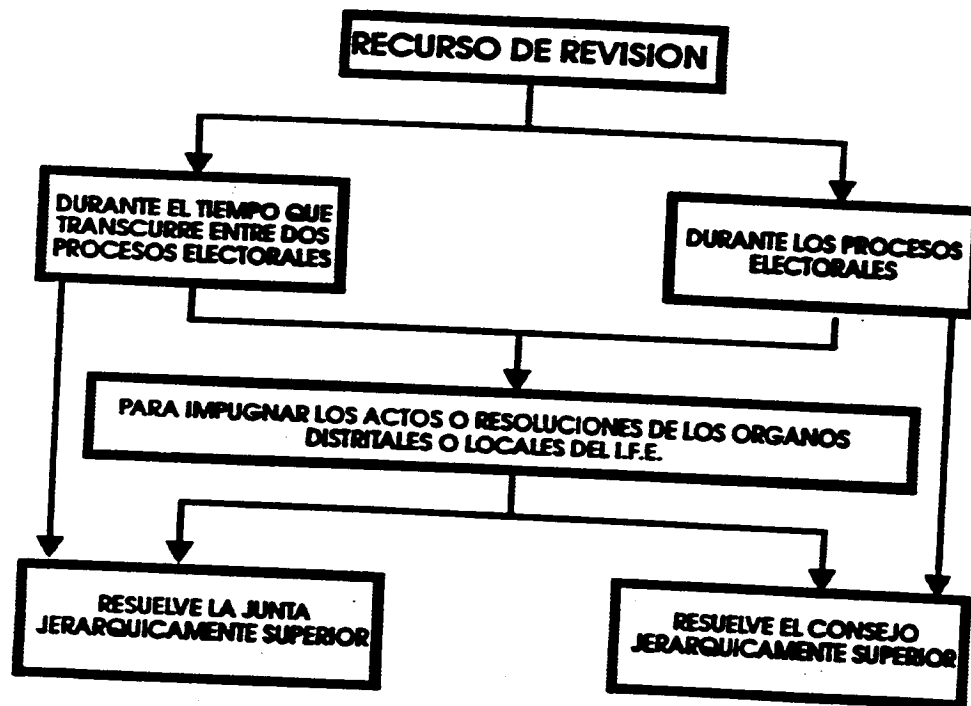 RECURSO DE REVISION
DURANTE EL TIEMPO QUE
TRANSCURRE ENTRE DOS
PROCESOS ELECTORALES
DURANTE LOS PROCESOS
ELECTORALES
PARA IMPUGNAR LOS ACTOS O RESOLUCIONES DE LOS ORGANOS
DISTRITALES O LOCALES DEL I.F.E.
RESUELVE LA JUNTA
JERARQUICAMENTE SUPERIOR
RESUELVE EL CONSEJO
JERARQUICAMENTE SUPERIOR